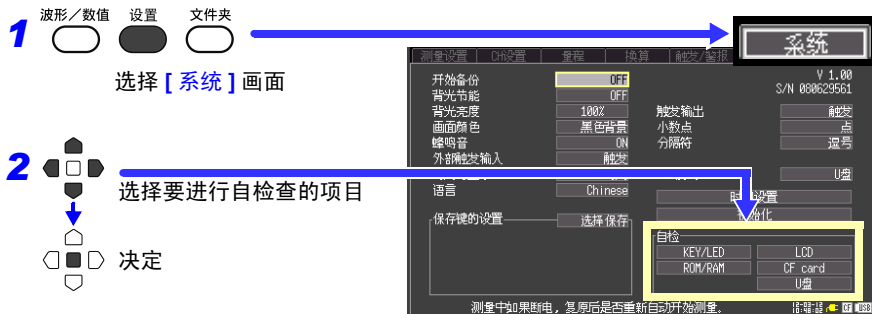 1
波形／数值 设置 文件夹
选择 [ 系统 ] 画面
2
选择要进行自检查的项目
决定
系统
测量设置 CH设置 量程 换算 触发/警报
V 1.00
S/N 080629561
开始备份 OFF
背光节能 OFF
背光亮度 100% 触发输出 触发
画面颜色 黑色背景 小数点 点
蜂鸣音 ON 分隔符 逗号
外部触发输入 触发
U盘
语言 Chinese
设置
保存键的设置 选择保存
自检
KEY/LED LCD
ROM/RAM CF card
U盘
测量中如果断电，复原后是否重新自动开始测量。
CF USB